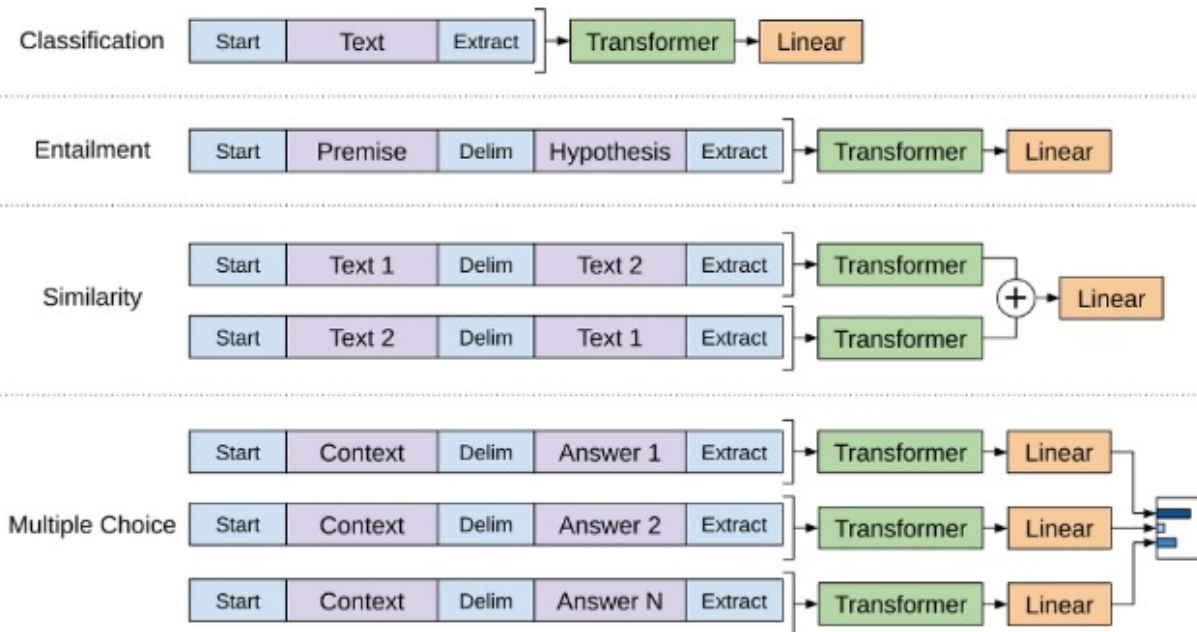 Classification Start Text Extract Transformer Linear
Entailment Start Premise Delim Hypothesis Extract Transformer Linear
Similarity
Start Text 1 Delim Text 2 Extract Transformer
+ Linear
Start Text 2 Delim Text 1 Extract Transformer
Multiple Choice
Start Context Delim Answer 1 Extract Transformer Linear
Start Context Delim Answer 2 Extract Transformer Linear
Start Context Delim Answer N Extract Transformer Linear